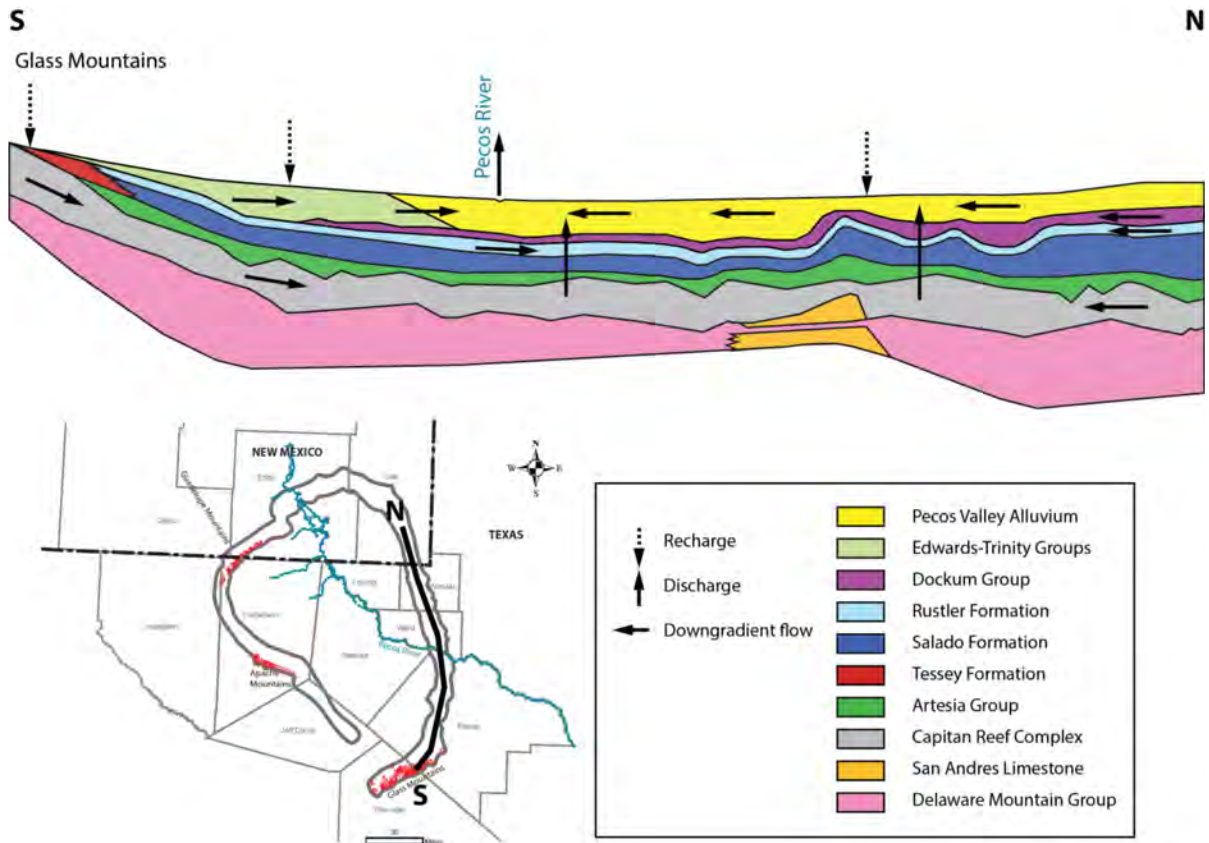 S
N
Glass Mountains
Pecos River
NEW MEXICO
Guadalupe Mountains
N
W
E
S
N
TEXAS
Pecos River
Apache
Mountains
Glass Mountains
S
Recharge
Discharge
Downgradient flow
Pecos Valley Alluvium
Edwards-Trinity Groups
Dockum Group
Rustler Formation
Salado Formation
Tessey Formation
Artesia Group
Capitan Reef Complex
San Andres Limestone
Delaware Mountain Group